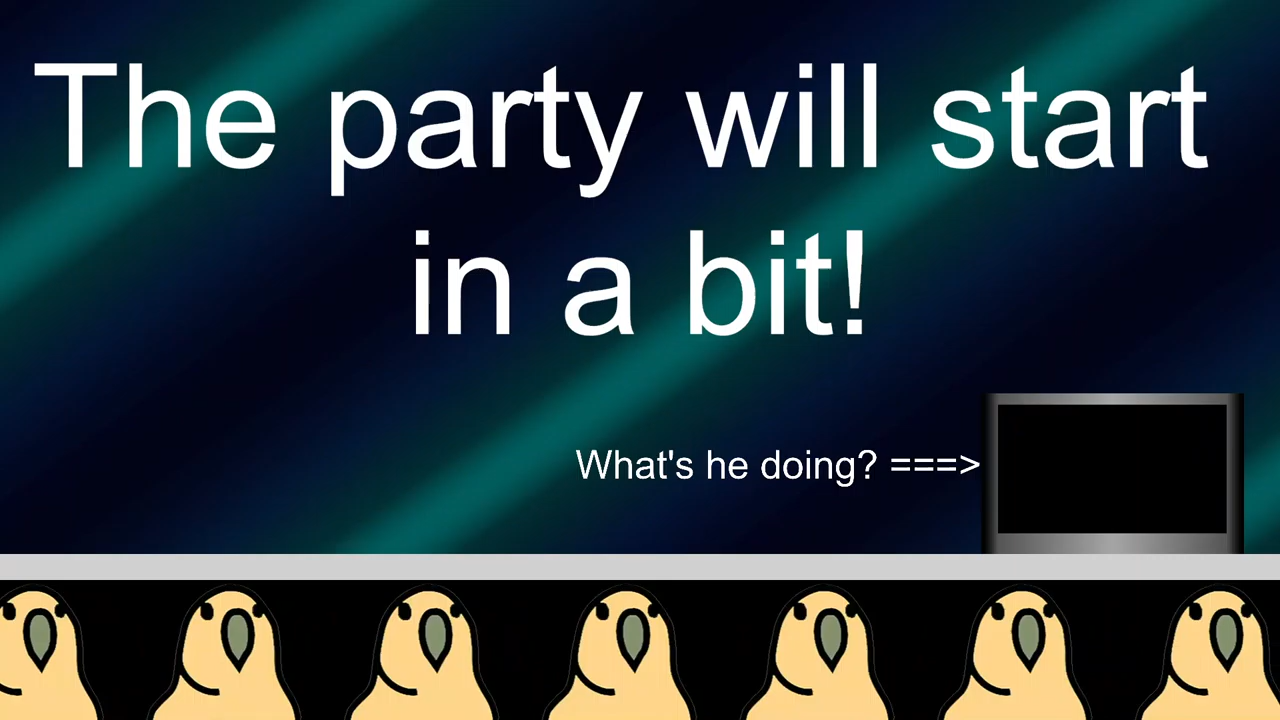 The party will start
in a bit!
What's he doing? ===>